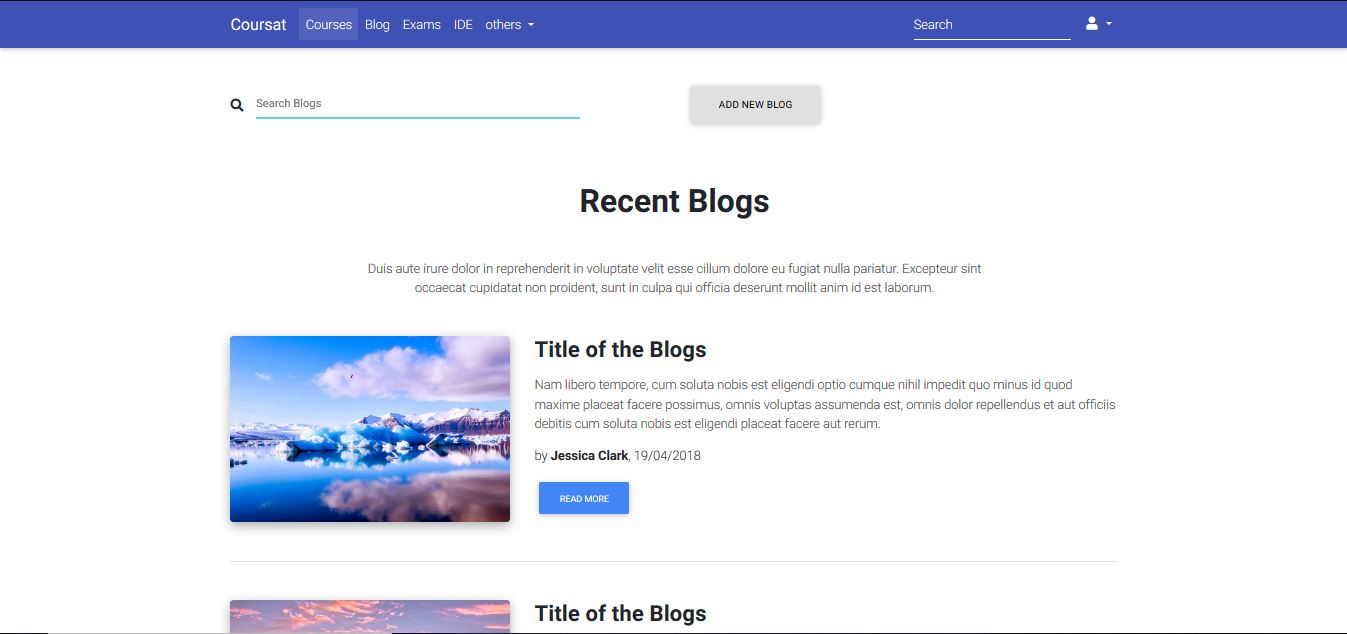 Coursat Courses Blog Exams IDE others Search
Search Blogs ADD NEW BLOG
Recent Blogs
Duis aute irure dolor in reprehenderit in voluptate velit esse cillum dolore eu fugiat nulla pariatur. Excepteur sint
occaecat cupidatat non proident, sunt in culpa qui officia deserunt mollit anim id est laborum.
Title of the Blogs
Nam libero tempore, cum soluta nobis est eligendi optio cumque nihil impedit quo minus id quod
maxime placeat facere possimus, omnis voluptas assumenda est, omnis dolor repellendus et aut officiis
debitis cum soluta nobis est eligendi placeat facere aut rerum.
by Jessica Clark, 19/04/2018
READ MORE
Title of the Blogs